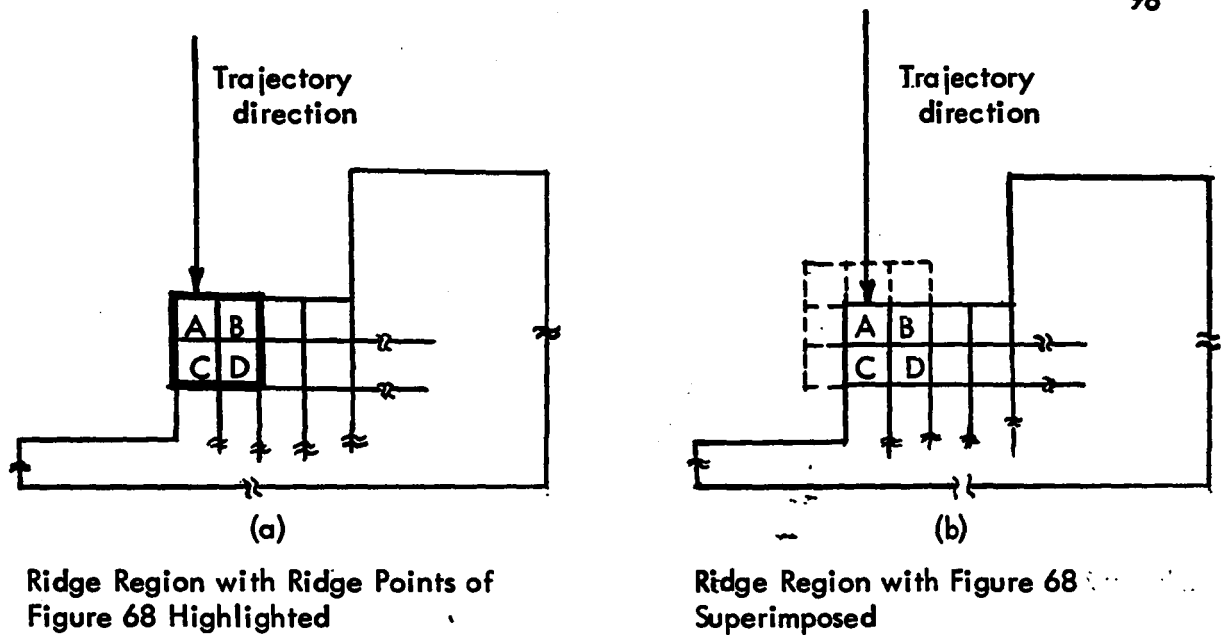 98
Trajectory
direction
A B
C D
(a)
Ridge Region with Ridge Points of
Figure 68 Highlighted
Trajectory
direction
A B
C D
(b)
Ridge Region with Figure 68
Superimposed